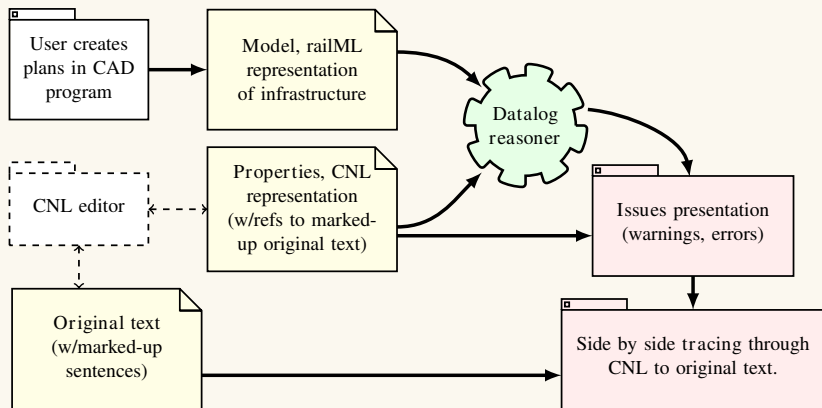 User creates
plans in CAD
program
Model, railML
representation
of infrastructure
Datalog
reasoner
CNL editor
Properties, CNL
representation
(w/refs to marked-
up original text)
Issues presentation
(warnings, errors)
Original text
(w/marked-up
sentences)
Side by side tracing through
CNL to original text.